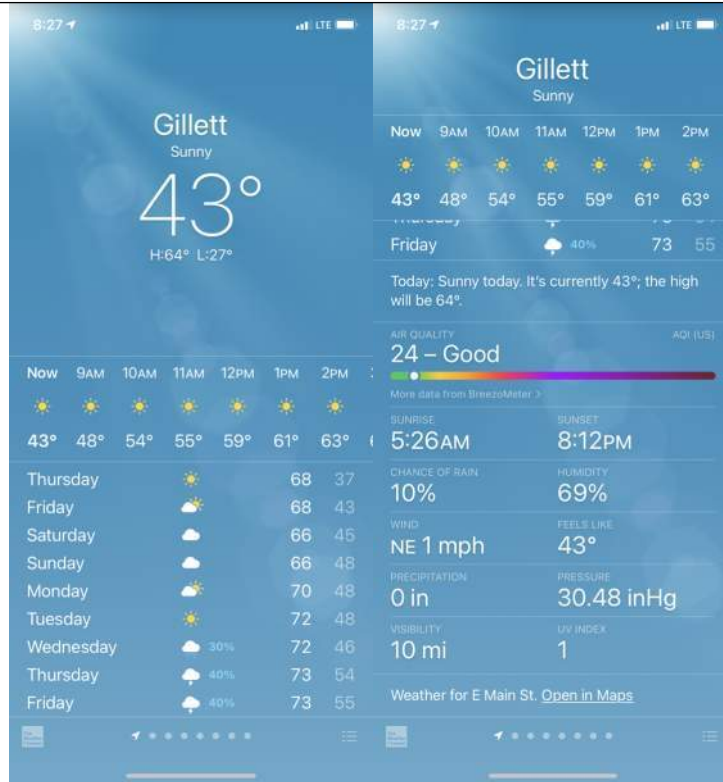 8:27 LTE
Gillett
Sunny
43°
H:64° L:27°
Now 9AM 10AM 11AM 12PM 1PM 2PM
43° 48° 54° 55° 59° 61° 63°
Thursday 68 37
Friday 68 43
Saturday 66 45
Sunday 66 48
Monday 70 48
Tuesday 72 48
Wednesday 30% 72 46
Thursday 40% 73 54
Friday 40% 73 55
8:27 LTE
Gillett
Sunny
Now 9AM 10AM 11AM 12PM 1PM 2PM
43° 48° 54° 55° 59° 61° 63°
Friday 40% 73 55
Today: Sunny today. It's currently 43°; the high
will be 64°.
AIR QUALITY AQI (US)
24 – Good
More data from BreezoMeter >
SUNRISE SUNSET
5:26AM 8:12PM
CHANCE OF RAIN HUMIDITY
10% 69%
WIND FEELS LIKE
NE 1 mph 43°
PRECIPITATION PRESSURE
0 in 30.48 inHg
VISIBILITY UV INDEX
10 mi 1
Weather for E Main St. Open in Maps